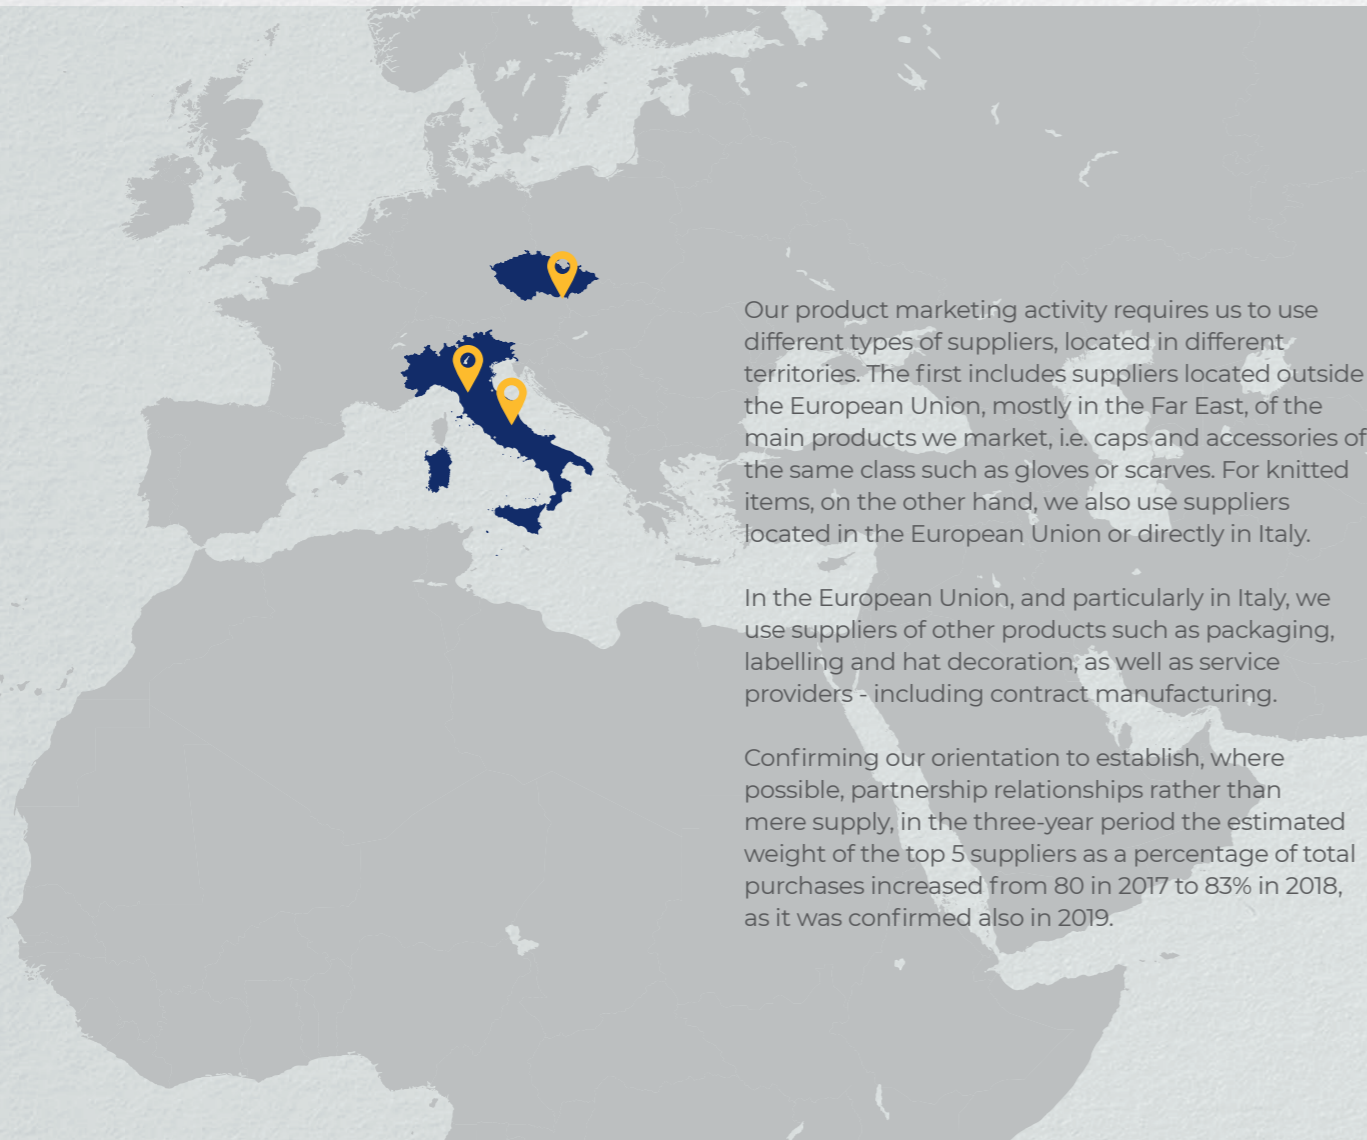 Our product marketing activity requires us to use
different types of suppliers, located in different
territories. The first includes suppliers located outside
the European Union, mostly in the Far East, of the
main products we market, i.e. caps and accessories of
the same class such as gloves or scarves. For knitted
items, on the other hand, we also use suppliers
located in the European Union or directly in Italy.
In the European Union, and particularly in Italy, we
use suppliers of other products such as packaging,
labelling and hat decoration, as well as service
providers - including contract manufacturing.
Confirming our orientation to establish, where
possible, partnership relationships rather than
mere supply, in the three-year period the estimated
weight of the top 5 suppliers as a percentage of total
purchases increased from 80 in 2017 to 83% in 2018,
as it was confirmed also in 2019.